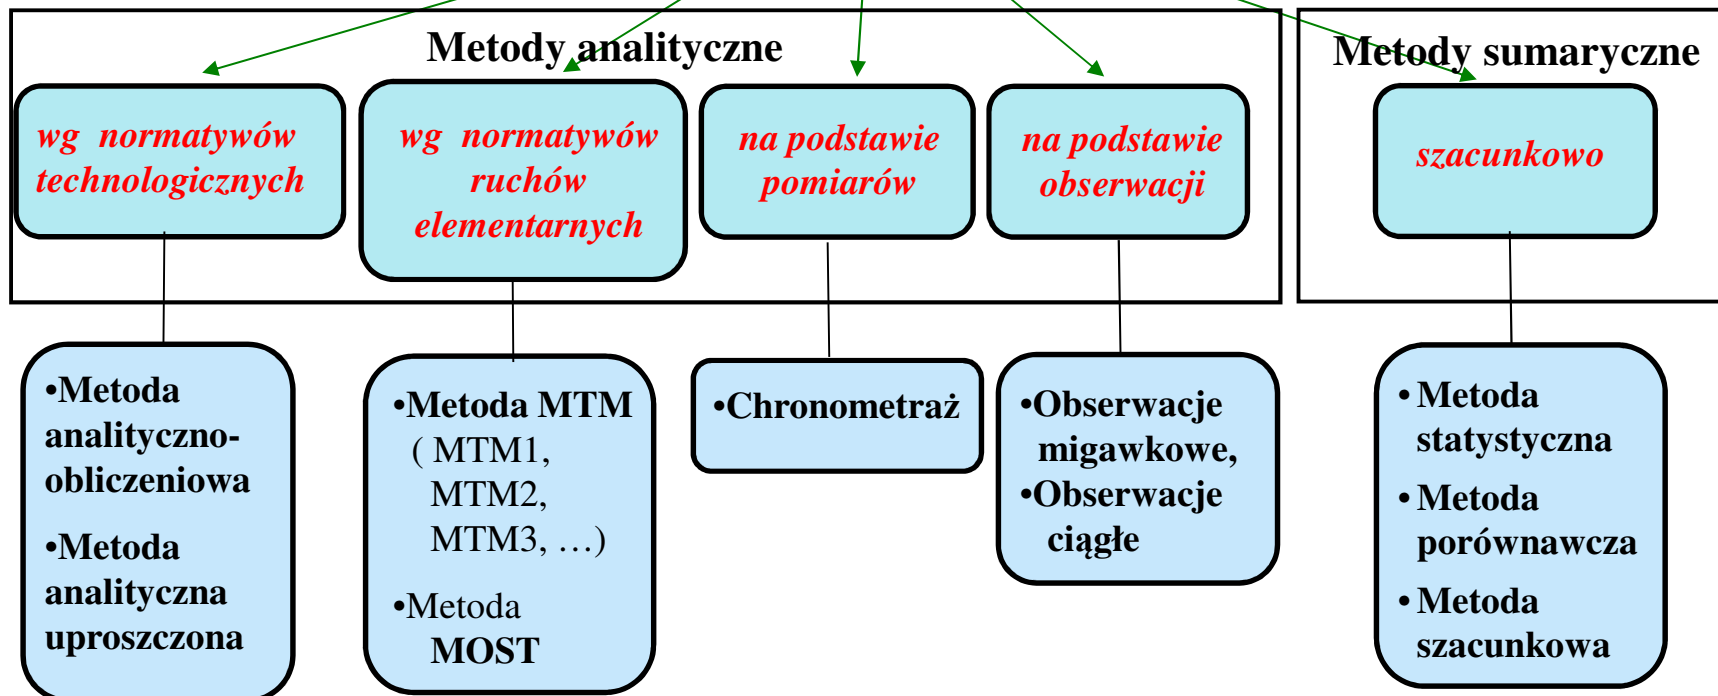 Metody analityczne
Metody sumaryczne
wg normatywów
technologicznych
wg normatywów
ruchów
elementarnych
na podstawie
pomiarów
na podstawie
obserwacji
szacunkowo
•Metoda
analityczno-
obliczeniowa
•Metoda
analityczna
uproszczona
•Metoda MTM
( MTM1,
MTM2,
MTM3, …)
•Metoda
MOST
•Chronometraż
•Obserwacje
migawkowe,
•Obserwacje
ciągłe
• Metoda
statystyczna
• Metoda
porównawcza
• Metoda
szacunkowa